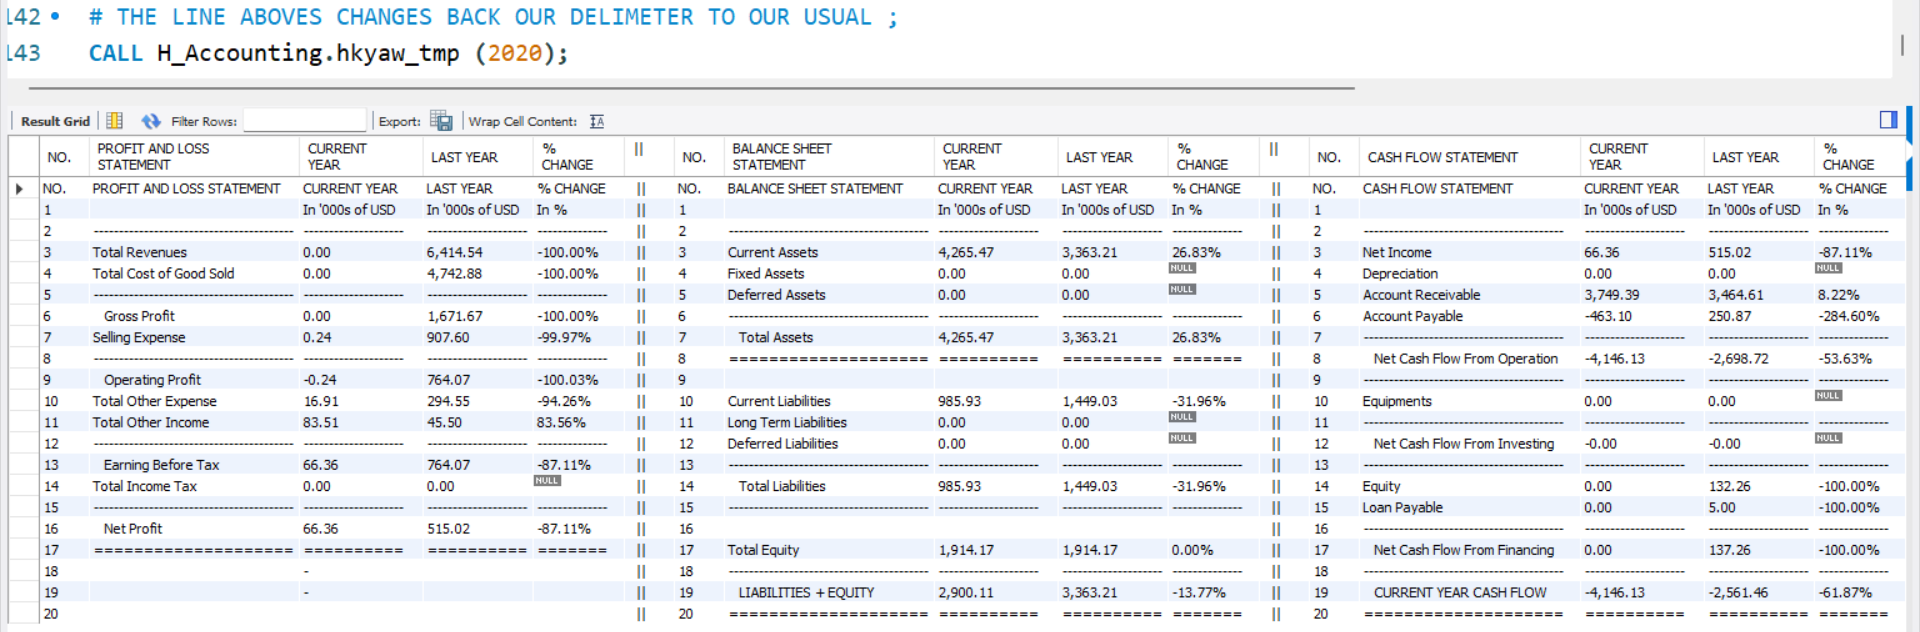 142 # THE LINE ABOVES CHANGES BACK OUR DELIMETER TO OUR USUAL ;
143 CALL H_Accounting.hkyaw_tmp (2020);
Result Grid Filter Rows: Export: Wrap Cell Content: IA
NO. PROFIT AND LOSS STATEMENT CURRENT YEAR LAST YEAR % CHANGE || NO. BALANCE SHEET STATEMENT CURRENT YEAR LAST YEAR % CHANGE || NO. CASH FLOW STATEMENT CURRENT YEAR LAST YEAR % CHANGE
NO. PROFIT AND LOSS STATEMENT CURRENT YEAR LAST YEAR % CHANGE || NO. BALANCE SHEET STATEMENT CURRENT YEAR LAST YEAR % CHANGE || NO. CASH FLOW STATEMENT CURRENT YEAR LAST YEAR % CHANGE
1 In '000s of USD In '000s of USD In % || 1 In '000s of USD In '000s of USD In % || 1 In '000s of USD In '000s of USD In %
2 ---------- ---------- ---------- ---------- || 2 ---------- ---------- ---------- ---------- || 2 ---------- ---------- ---------- ----------
3 Total Revenues 0.00 6,414.54 -100.00% || 3 Current Assets 4,265.47 3,363.21 26.83% || 3 Net Income 66.36 515.02 -87.11%
4 Total Cost of Good Sold 0.00 4,742.88 -100.00% || 4 Fixed Assets 0.00 0.00 NULL || 4 Depreciation 0.00 0.00 NULL
5 ---------- ---------- ---------- ---------- || 5 Deferred Assets 0.00 0.00 NULL || 5 Account Receivable 3,749.39 3,464.61 8.22%
6 Gross Profit 0.00 1,671.67 -100.00% || 6 ---------- ---------- ---------- ---------- || 6 Account Payable -463.10 250.87 -284.60%
7 Selling Expense 0.24 907.60 -99.97% || 7 Total Assets 4,265.47 3,363.21 26.83% || 7 ---------- ---------- ---------- ----------
8 ---------- ---------- ---------- ---------- || 8 ==================== ========== ========== ======= || 8 Net Cash Flow From Operation -4,146.13 -2,698.72 -53.63%
9 Operating Profit -0.24 764.07 -100.03% || 9 || 9 ---------- ---------- ---------- ----------
10 Total Other Expense 16.91 294.55 -94.26% || 10 Current Liabilities 985.93 1,449.03 -31.96% || 10 Equipments 0.00 0.00 NULL
11 Total Other Income 83.51 45.50 83.56% || 11 Long Term Liabilities 0.00 0.00 NULL || 11 ---------- ---------- ---------- ----------
12 ---------- ---------- ---------- ---------- || 12 Deferred Liabilities 0.00 0.00 NULL || 12 Net Cash Flow From Investing -0.00 -0.00 NULL
13 Earning Before Tax 66.36 764.07 -87.11% || 13 ---------- ---------- ---------- ---------- || 13 ---------- ---------- ---------- ----------
14 Total Income Tax 0.00 0.00 NULL || 14 Total Liabilities 985.93 1,449.03 -31.96% || 14 Equity 0.00 132.26 -100.00%
15 ---------- ---------- ---------- ---------- || 15 ---------- ---------- ---------- ---------- || 15 Loan Payable 0.00 5.00 -100.00%
16 Net Profit 66.36 515.02 -87.11% || 16 || 16 ---------- ---------- ---------- ----------
17 ==================== ========== ========== ======= || 17 Total Equity 1,914.17 1,914.17 0.00% || 17 Net Cash Flow From Financing 0.00 137.26 -100.00%
18 - || 18 ---------- ---------- ---------- ---------- || 18 ---------- ---------- ---------- ----------
19 - || 19 LIABILITIES + EQUITY 2,900.11 3,363.21 -13.77% || 19 CURRENT YEAR CASH FLOW -4,146.13 -2,561.46 -61.87%
20 || 20 ==================== ========== ========== ======= || 20 ==================== ========== ========== =======